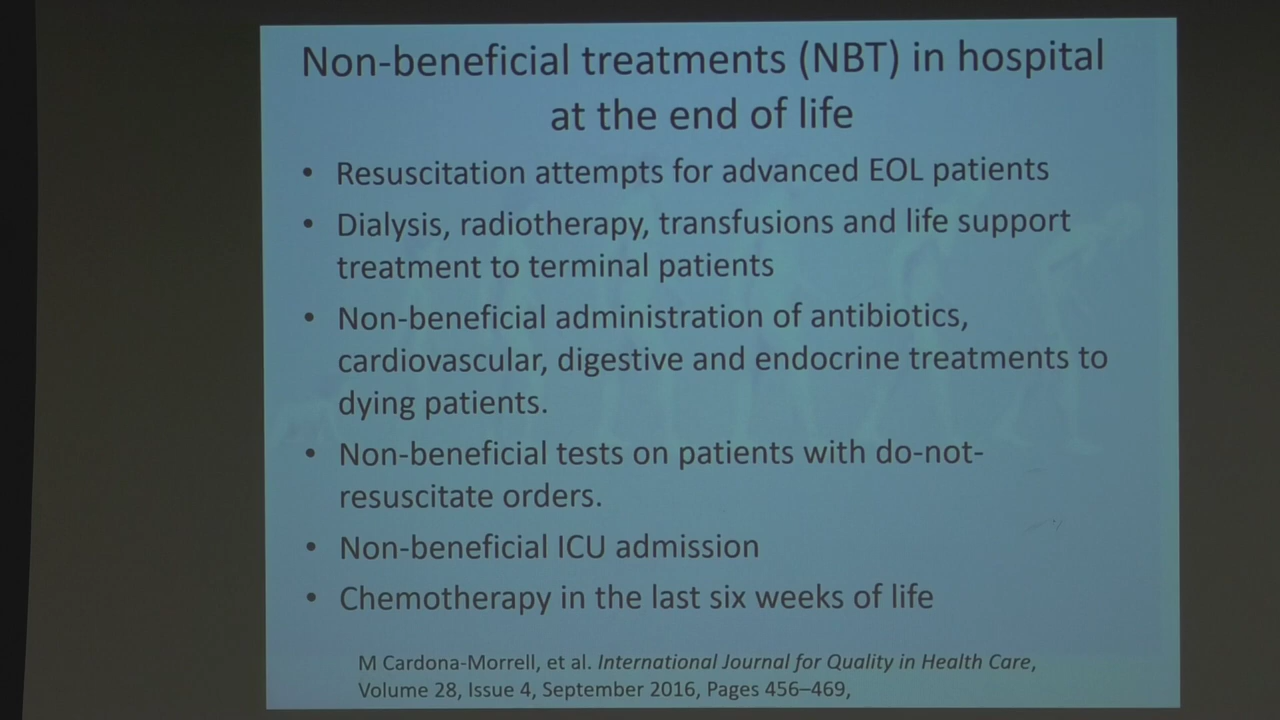 Non-beneficial treatments (NBT) in hospital
at the end of life
• Resuscitation attempts for advanced EOL patients
• Dialysis, radiotherapy, transfusions and life support
treatment to terminal patients
• Non-beneficial administration of antibiotics,
cardiovascular, digestive and endocrine treatments to
dying patients.
• Non-beneficial tests on patients with do-not-
resuscitate orders.
• Non-beneficial ICU admission
• Chemotherapy in the last six weeks of life
M Cardona-Morrell, et al. International Journal for Quality in Health Care,
Volume 28, Issue 4, September 2016, Pages 456–469,